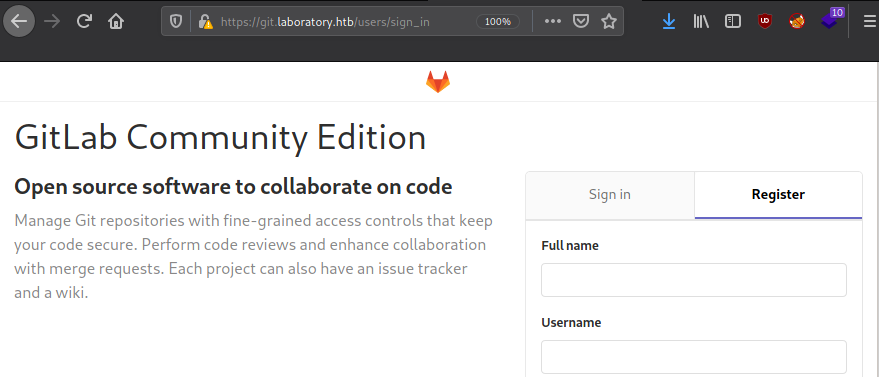 https://git.laboratory.htb/users/sign_in
100%
10
GitLab Community Edition
Open source software to collaborate on code
Manage Git repositories with fine-grained access controls that keep
your code secure. Perform code reviews and enhance collaboration
with merge requests. Each project can also have an issue tracker
and a wiki.
Sign in
Register
Full name
Username